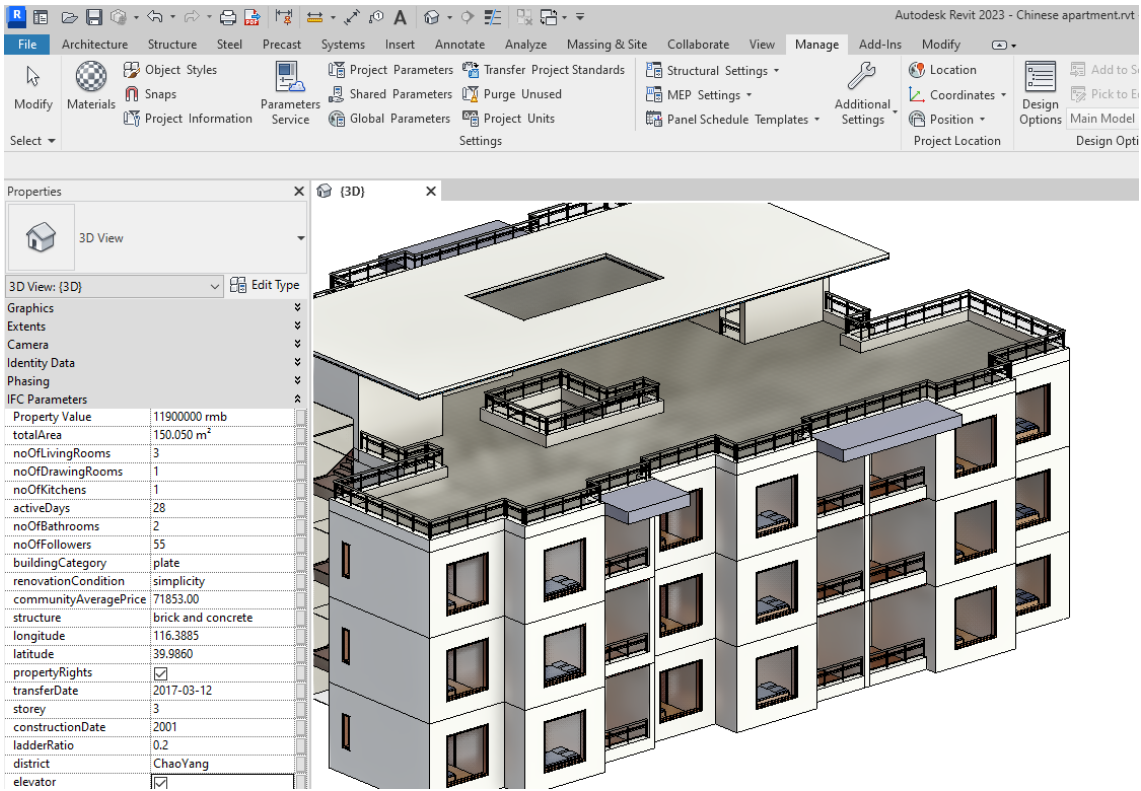 R A Autodesk Revit 2023 - Chinese apartment.rvt
File Architecture Structure Steel Precast Systems Insert Annotate Analyze Massing & Site Collaborate View Manage Add-Ins Modify
Object Styles Project Parameters Transfer Project Standards Structural Settings Location Add to S
Snaps Shared Parameters Purge Unused MEP Settings Coordinates Pick to E
Modify Materials Parameters Additional Design
Project Information Service Global Parameters Project Units Panel Schedule Templates Settings Position Options Main Model
Select Settings Project Location Design Opti
Properties {3D}
3D View
3D View: {3D} Edit Type
Graphics
Extents
Camera
Identity Data
Phasing
IFC Parameters
Property Value 11900000 rmb
totalArea 150.050 m²
noOfLivingRooms 3
noOfDrawingRooms 1
noOfKitchens 1
activeDays 28
noOfBathrooms 2
noOfFollowers 55
buildingCategory plate
renovationCondition simplicity
communityAveragePrice 71853.00
structure brick and concrete
longitude 116.3885
latitude 39.9860
propertyRights
transferDate 2017-03-12
storey 3
constructionDate 2001
ladderRatio 0.2
district ChaoYang
elevator